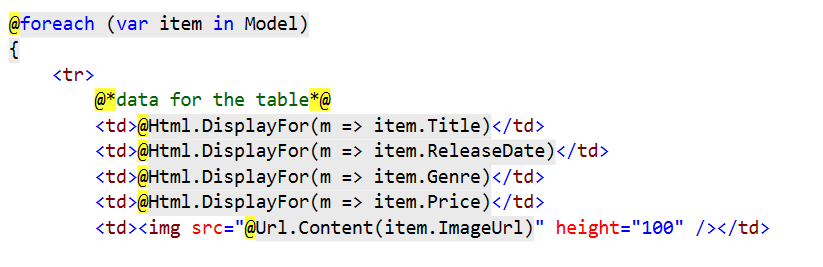 @foreach (var item in Model)
{
<tr>
@*data for the table*@
<td>@Html.DisplayFor(m => item.Title)</td>
<td>@Html.DisplayFor(m => item.ReleaseDate)</td>
<td>@Html.DisplayFor(m => item.Genre)</td>
<td>@Html.DisplayFor(m => item.Price)</td>
<td><img src="@Url.Content(item.ImageUrl)" height="100" /></td>